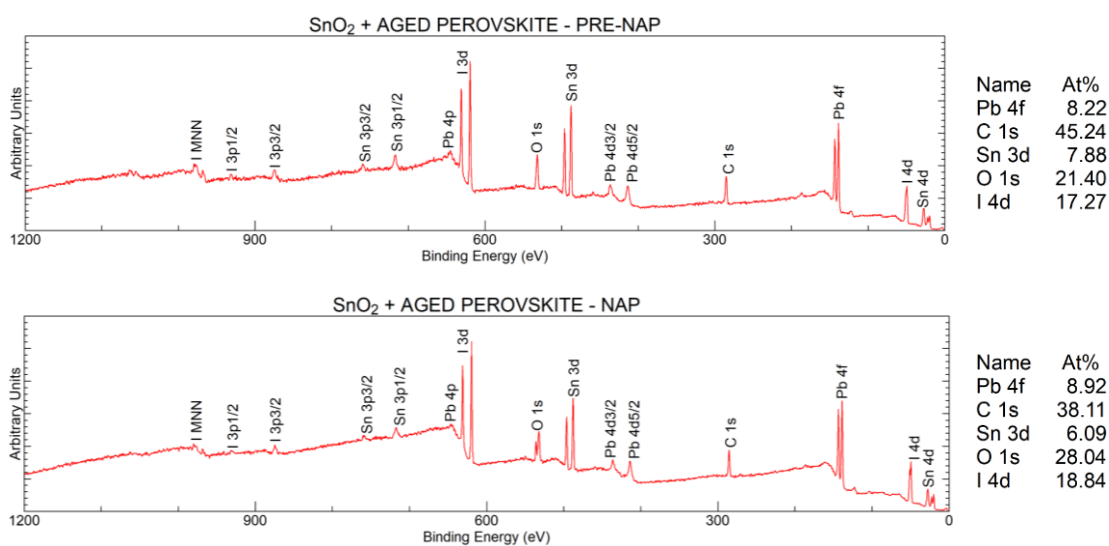 SnO2 + AGED PEROVSKITE - PRE-NAP
Arbitrary Units
I MNN
I 3p1/2
I 3p3/2
Sn 3p3/2
Sn 3p1/2
Pb 4p
I 3d
O 1s
Sn 3d
Pb 4d3/2
Pb 4d5/2
C 1s
Pb 4f
I 4d
Sn 4d
1200 900 600 300 0
Binding Energy (eV)
Name At%
Pb 4f 8.22
C 1s 45.24
Sn 3d 7.88
O 1s 21.40
I 4d 17.27
SnO2 + AGED PEROVSKITE - NAP
Arbitrary Units
I MNN
I 3p1/2
I 3p3/2
Sn 3p3/2
Sn 3p1/2
Pb 4p
I 3d
O 1s
Sn 3d
Pb 4d3/2
Pb 4d5/2
C 1s
Pb 4f
I 4d
Sn 4d
1200 900 600 300 0
Binding Energy (eV)
Name At%
Pb 4f 8.92
C 1s 38.11
Sn 3d 6.09
O 1s 28.04
I 4d 18.84